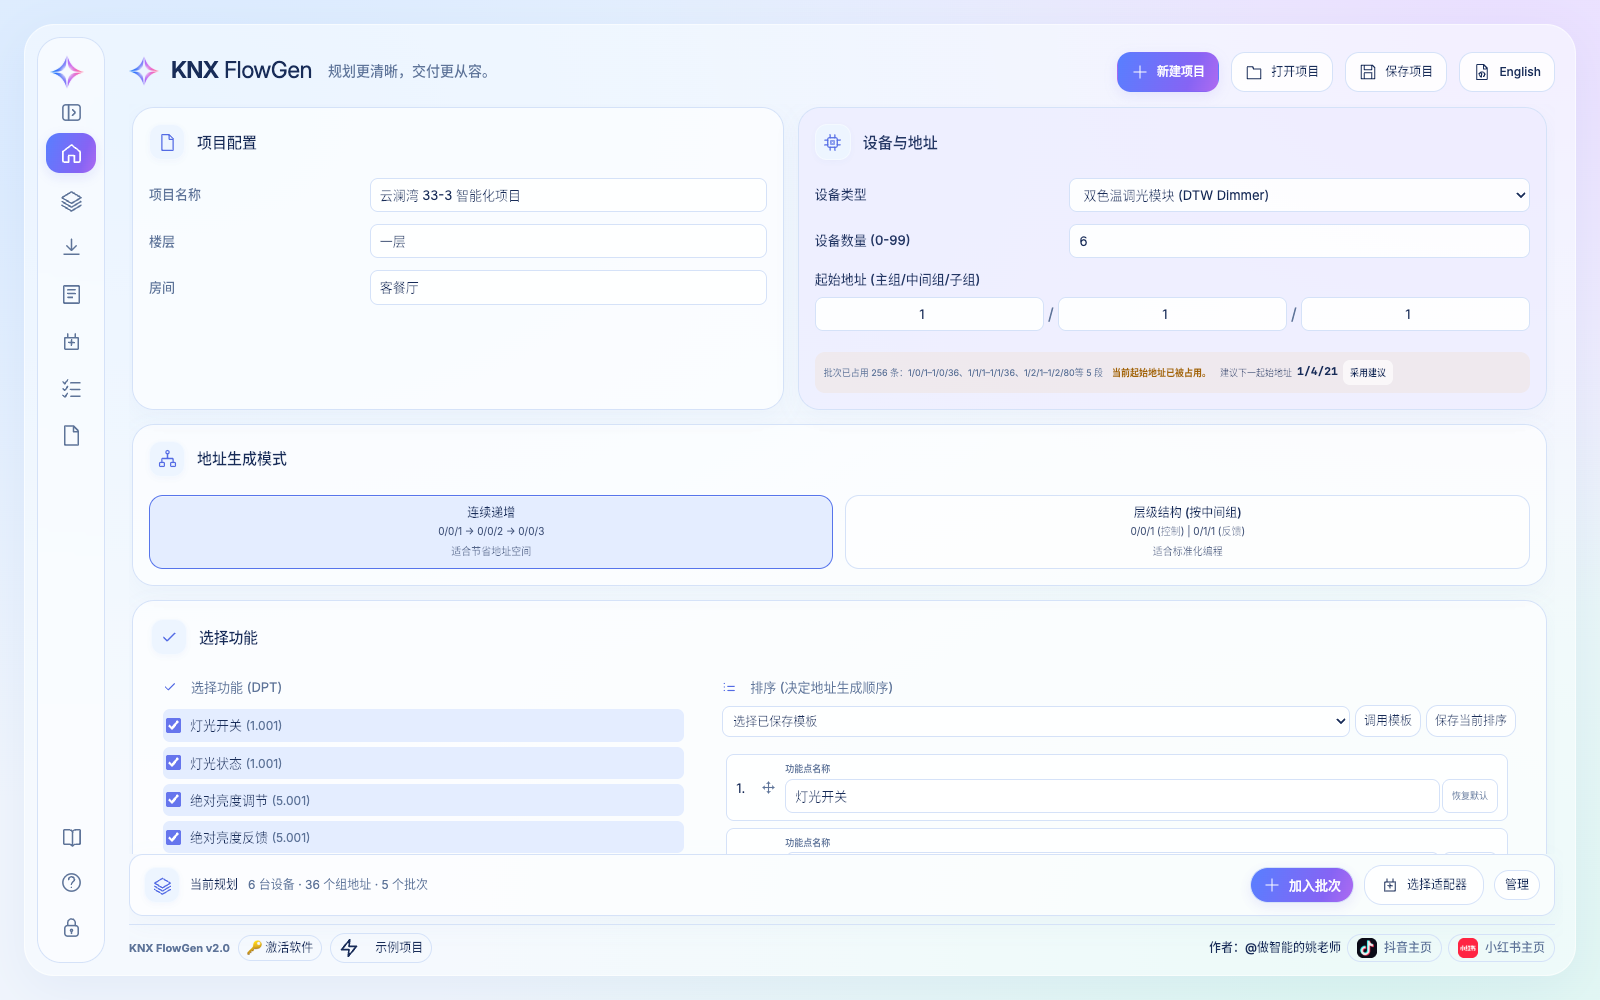 KNX FlowGen 规划更清晰，交付更从容。
新建项目
打开项目
保存项目
English
项目配置
项目名称
云澜湾 33-3 智能化项目
楼层
一层
房间
客餐厅
设备与地址
设备类型
双色温调光模块 (DTW Dimmer)
设备数量 (0-99)
6
起始地址 (主组/中间组/子组)
1 / 1 / 1
批次已占用 256 条：1/0/1–1/0/36、1/1/1–1/1/36、1/2/1–1/2/80等 5 段 当前起始地址已被占用。 建议下一起始地址 1/4/21 采用建议
地址生成模式
连续递增
0/0/1 → 0/0/2 → 0/0/3
适合节省地址空间
层级结构 (按中间组)
0/0/1 (控制) | 0/1/1 (反馈)
适合标准化编程
选择功能
选择功能 (DPT)
灯光开关 (1.001)
灯光状态 (1.001)
绝对亮度调节 (5.001)
绝对亮度反馈 (5.001)
排序 (决定地址生成顺序)
选择已保存模板
调用模板
保存当前排序
功能点名称
1. 灯光开关
恢复默认
功能点名称
当前规划 6 台设备 · 36 个组地址 · 5 个批次
加入批次
选择适配器
管理
KNX FlowGen v2.0
激活软件
示例项目
作者：@做智能的姚老师
抖音主页
小红书
小红书主页